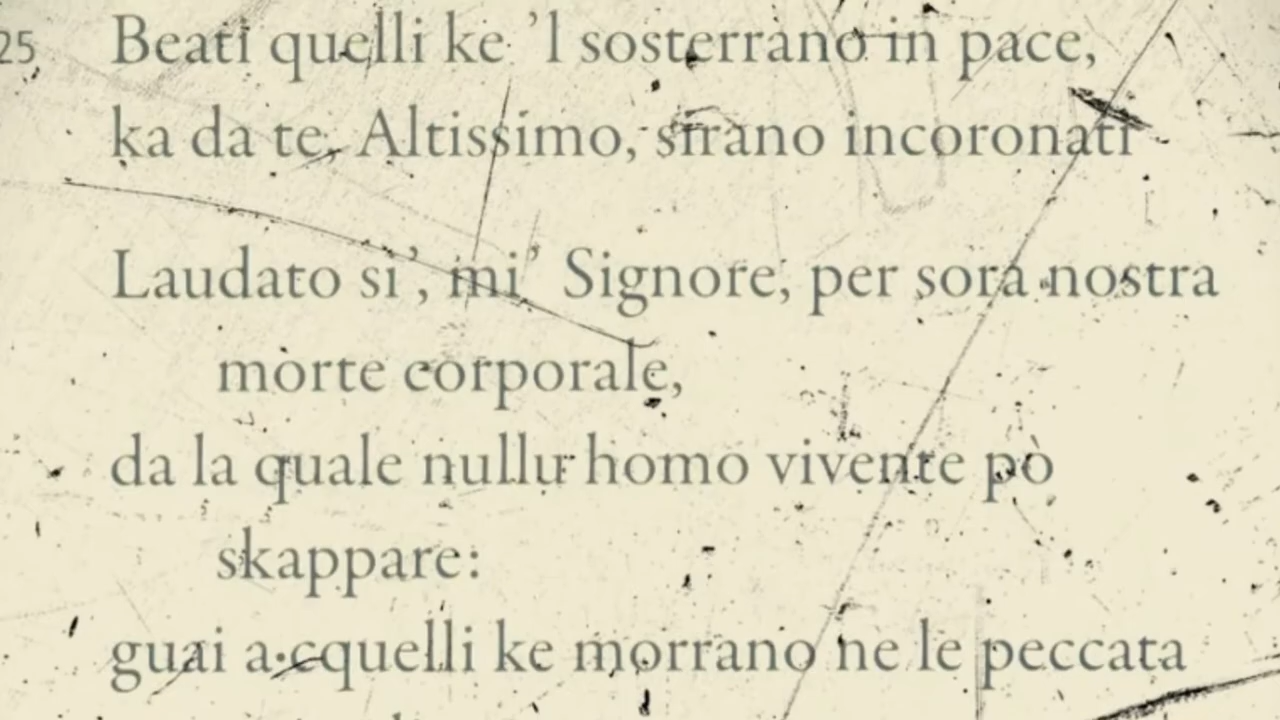 25 Beati quelli ke 'l sosterrano in pace,
ka da te, Altissimo, sirano incoronati
Laudato si', mi' Signore, per sora nostra
morte corporale,
da la quale nullu homo vivente pò
skappare:
guai a·cquelli ke morrano ne le peccata